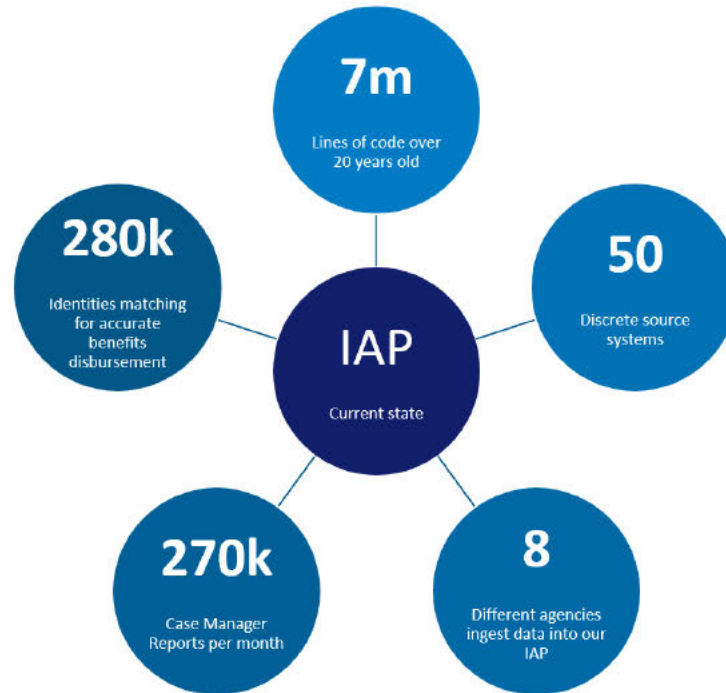 7m
Lines of code over
20 years old
280k
Identities matching
for accurate
benefits
disbursement
50
Discrete source
systems
IAP
Current state
270k
Case Manager
Reports per month
8
Different agencies
ingest data into our
IAP